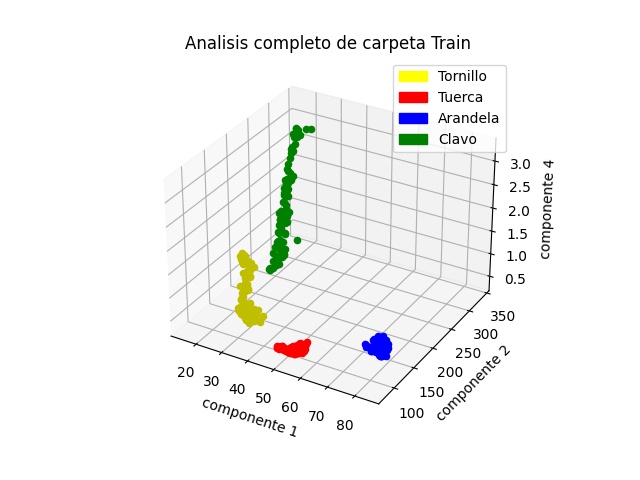 Analisis completo de carpeta Train
Tornillo
Tuerca
Arandela
Clavo
3.0
2.5
2.0
1.5
1.0
0.5
componente 4
350
300
250
200
150
100
componente 2
20
30
40
50
60
70
80
componente 1